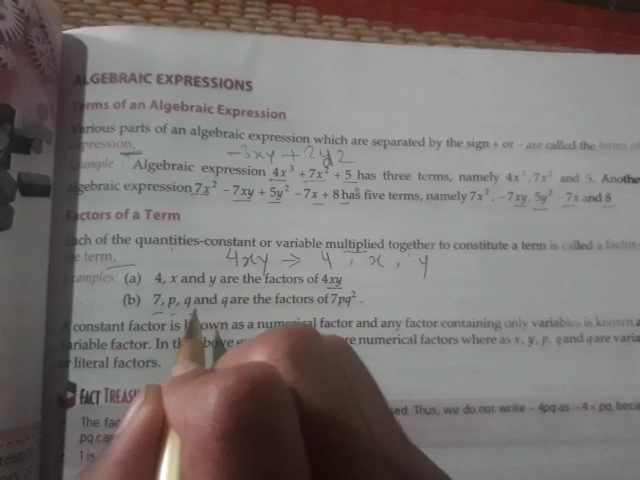 ALGEBRAIC EXPRESSIONS
Terms of an Algebraic Expression
Various parts of an algebraic expression which are separated by the sign + or - are called the terms of
expression.
-3xy + 2y2
Example : Algebraic expression 4x³ + 7x² + 5 has three terms, namely 4x³, 7x² and 5. Another
algebraic expression 7x² - 7xy + 5y² - 7x + 8 has five terms, namely 7x², -7xy, 5y² - 7x and 8
Factors of a Term
Each of the quantities-constant or variable multiplied together to constitute a term is called a factor
the term.
4xy → 4, x, y
Examples: (a) 4, x and y are the factors of 4xy
(b) 7, p, q and q are the factors of 7pq².
A constant factor is known as a numerical factor and any factor containing only variables is known a
variable factor. In the above are numerical factors where as x, y, p, q and q are varia
or literal factors.
FACT TREAS
The fac sed. Thus, we do not write - 4pq as - 4 × pq, beca
pq can
1 is